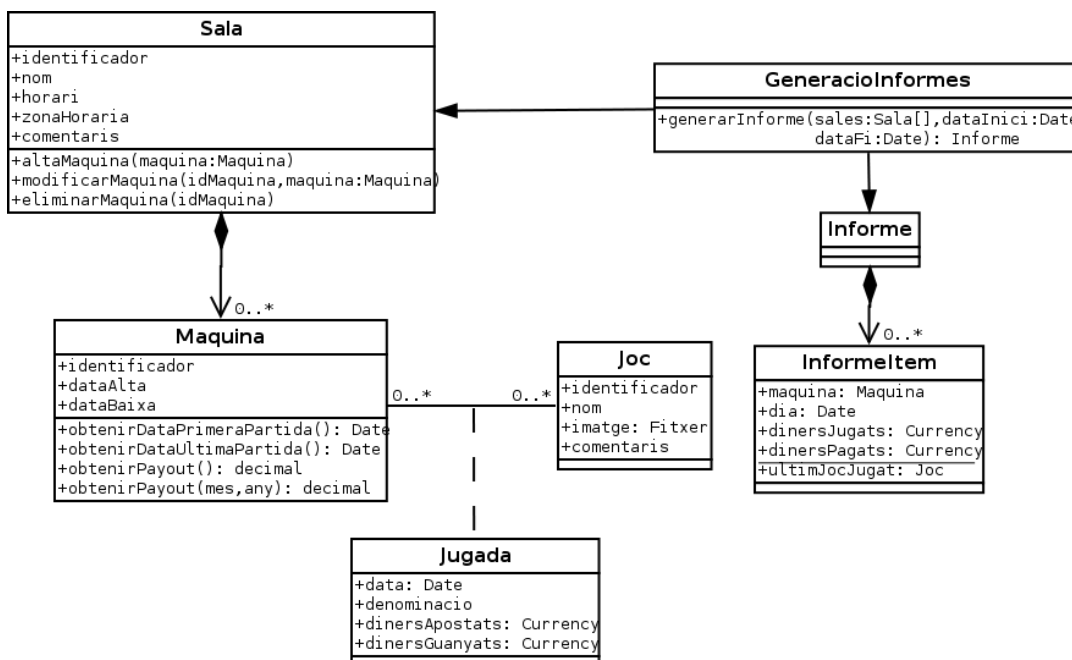 Sala
+identificador
+nom
+horari
+zonaHoraria
+comentaris
+altaMaquina(maquina:Maquina)
+modificarMaquina(idMaquina,maquina:Maquina)
+eliminarMaquina(idMaquina)
GeneracioInformes
+generarInforme(sales:Sala[],dataInici:Date
dataFi:Date): Informe
Informe
0..*
0..*
Maquina
+identificador
+dataAlta
+dataBaixa
+obtenirDataPrimeraPartida(): Date
+obtenirDataUltimaPartida(): Date
+obtenirPayout(): decimal
+obtenirPayout(mes,any): decimal
0..*
0..*
Joc
+identificador
+nom
+imatge: Fitxer
+comentaris
InformeItem
+maquina: Maquina
+dia: Date
+dinersJugats: Currency
+dinersPagats: Currency
+ultimJocJugat: Joc
Jugada
+data: Date
+denominacio
+dinersApostats: Currency
+dinersGuanyats: Currency